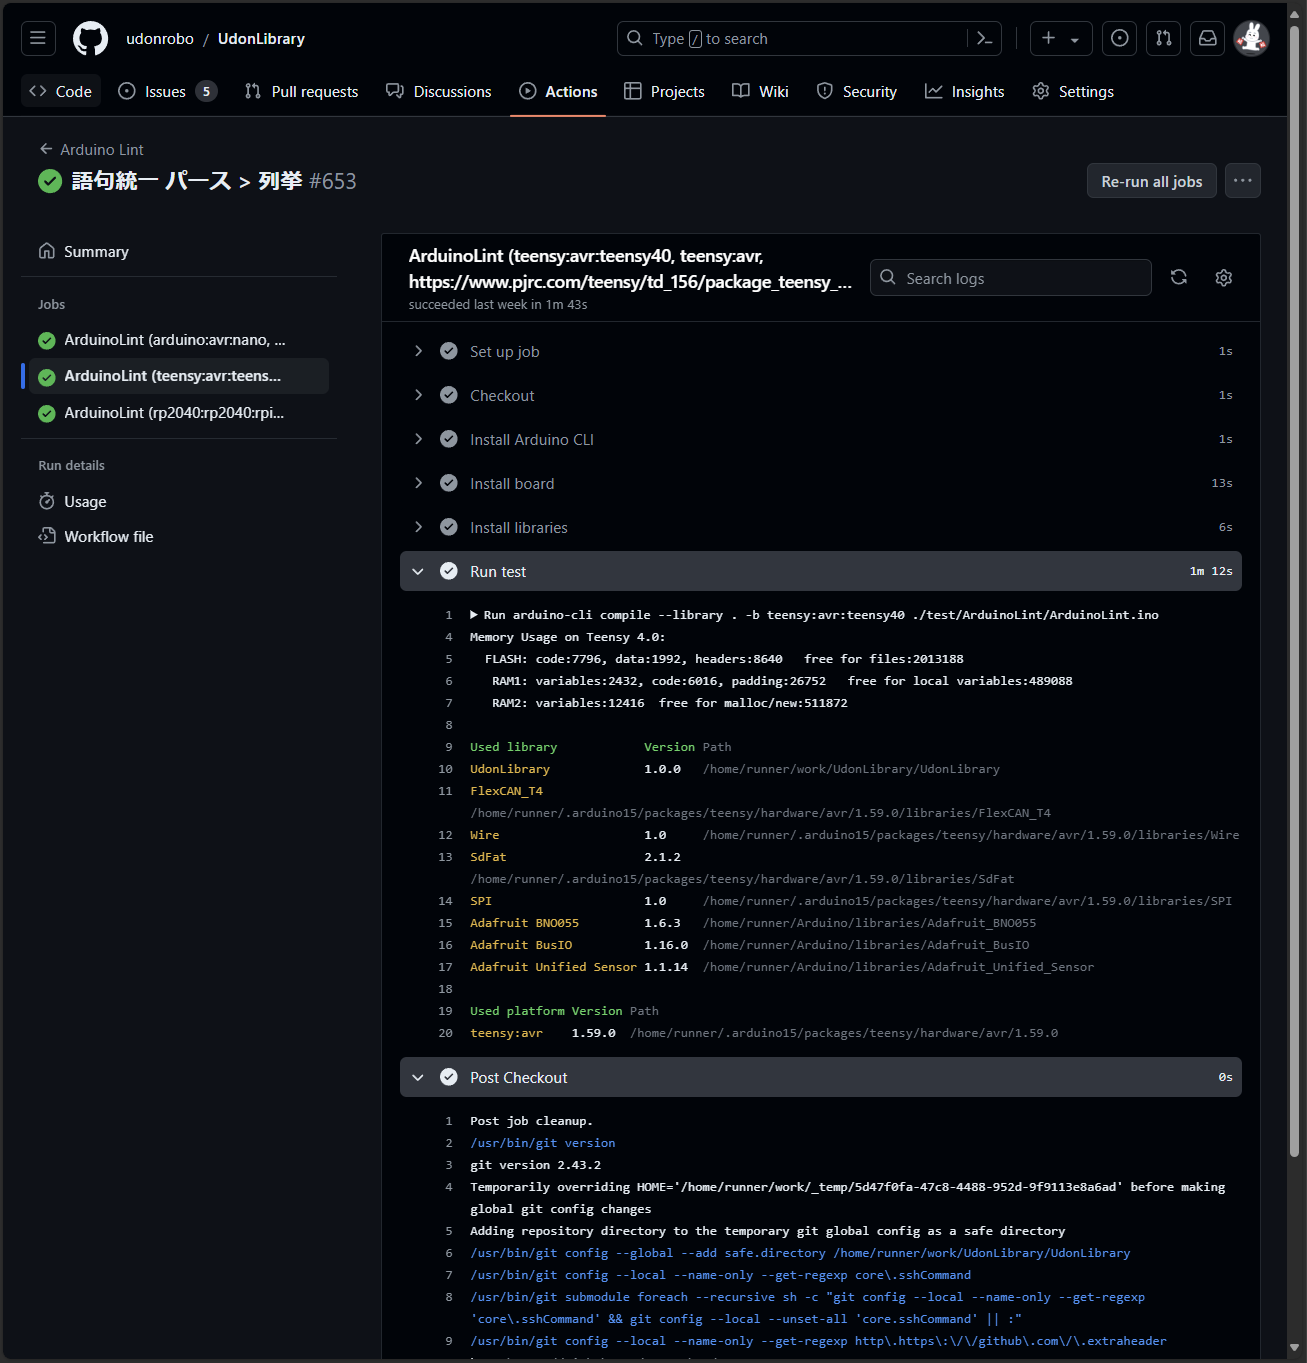 udonrobo / UdonLibrary
Type / to search
Code
Issues 5
Pull requests
Discussions
Actions
Projects
Wiki
Security
Insights
Settings
Arduino Lint
語句統一 パース > 列挙 #653
Re-run all jobs
Summary
Jobs
ArduinoLint (arduino:avr:nano, ...
ArduinoLint (teensy:avr:teens...
ArduinoLint (rp2040:rp2040:rpi...
Run details
Usage
Workflow file
ArduinoLint (teensy:avr:teensy40, teensy:avr,
https://www.pjrc.com/teensy/td_156/package_teensy_...
succeeded last week in 1m 43s
Search logs
Set up job 1s
Checkout 1s
Install Arduino CLI 1s
Install board 13s
Install libraries 6s
Run test 1m 12s
1 Run arduino-cli compile --library . -b teensy:avr:teensy40 ./test/ArduinoLint/ArduinoLint.ino
4 Memory Usage on Teensy 4.0:
5 FLASH: code:7796, data:1992, headers:8640 free for files:2013188
6 RAM1: variables:2432, code:6016, padding:26752 free for local variables:489088
7 RAM2: variables:12416 free for malloc/new:511872
8
9 Used library Version Path
10 UdonLibrary 1.0.0 /home/runner/work/UdonLibrary/UdonLibrary
11 FlexCAN_T4
/home/runner/.arduino15/packages/teensy/hardware/avr/1.59.0/libraries/FlexCAN_T4
12 Wire 1.0 /home/runner/.arduino15/packages/teensy/hardware/avr/1.59.0/libraries/Wire
13 SdFat 2.1.2
/home/runner/.arduino15/packages/teensy/hardware/avr/1.59.0/libraries/SdFat
14 SPI 1.0 /home/runner/.arduino15/packages/teensy/hardware/avr/1.59.0/libraries/SPI
15 Adafruit BNO055 1.6.3 /home/runner/Arduino/libraries/Adafruit_BNO055
16 Adafruit BusIO 1.16.0 /home/runner/Arduino/libraries/Adafruit_BusIO
17 Adafruit Unified Sensor 1.1.14 /home/runner/Arduino/libraries/Adafruit_Unified_Sensor
18
19 Used platform Version Path
20 teensy:avr 1.59.0 /home/runner/.arduino15/packages/teensy/hardware/avr/1.59.0
Post Checkout 0s
1 Post job cleanup.
2 /usr/bin/git version
3 git version 2.43.2
4 Temporarily overriding HOME='/home/runner/work/_temp/5d47f0fa-47c8-4488-952d-9f9113e8a6ad' before making
global git config changes
5 Adding repository directory to the temporary git global config as a safe directory
6 /usr/bin/git config --global --add safe.directory /home/runner/work/UdonLibrary/UdonLibrary
7 /usr/bin/git config --local --name-only --get-regexp core\.sshCommand
8 /usr/bin/git submodule foreach --recursive sh -c "git config --local --name-only --get-regexp
'core\.sshCommand' && git config --local --unset-all 'core.sshCommand' || :"
9 /usr/bin/git config --local --name-only --get-regexp http\.https\:\/\/github\.com\/\.extraheader